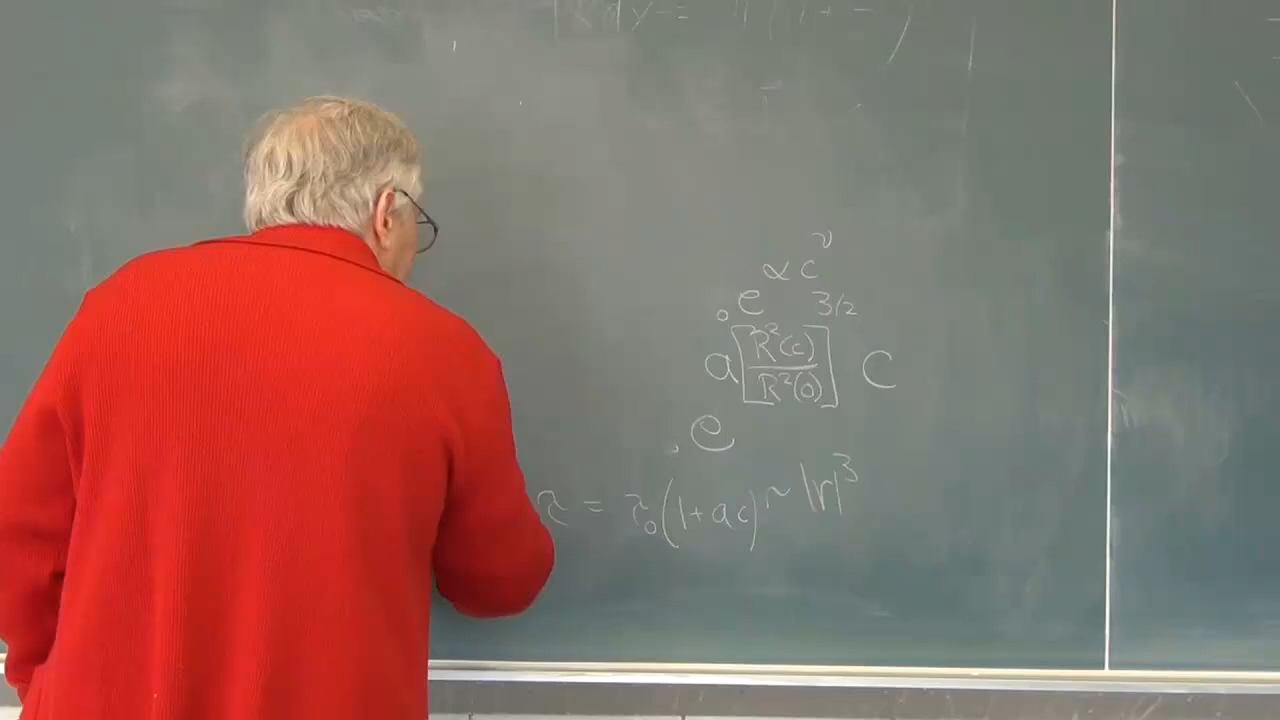 ∝ c^ν
. e 3/2
a [R²(c) / R²(0)] c
. e
τ = τ₀(1+ac) ~ |r|³